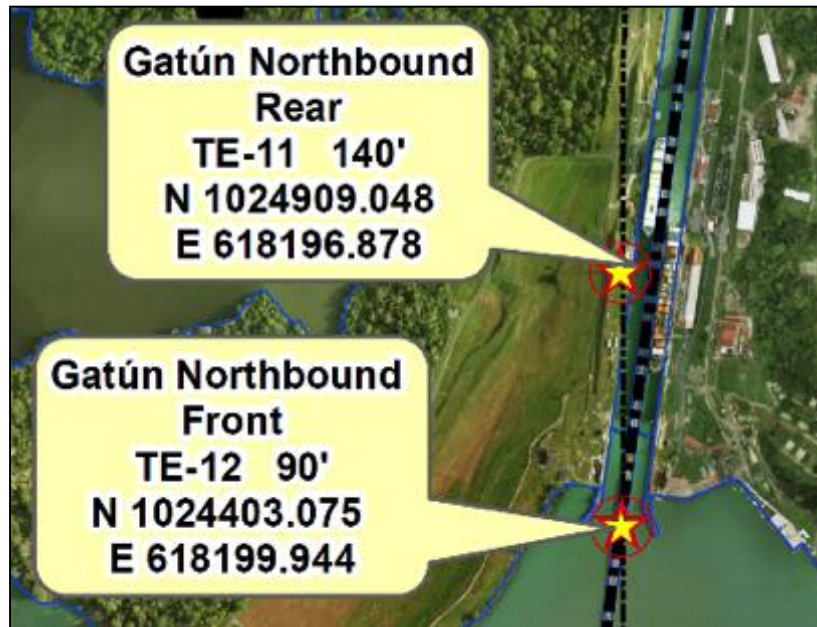 Gatún Northbound
Rear
TE-11 140'
N 1024909.048
E 618196.878
Gatún Northbound
Front
TE-12 90'
N 1024403.075
E 618199.944